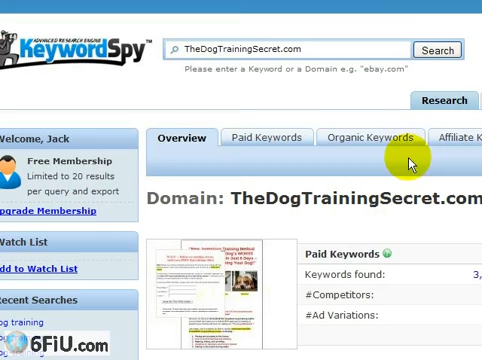 ADVANCED RESEARCH ENGINE
KeywordSpy™
TheDogTrainingSecret.com
Search
Please enter a Keyword or a Domain e.g. "ebay.com"
Research
Welcome, Jack
Overview
Paid Keywords
Organic Keywords
Affiliate K
Free Membership
Limited to 20 results
per query and export
pgrade Membership
Domain: TheDogTrainingSecret.com
Watch List
dd to Watch List
Paid Keywords
Keywords found: 3,
#Competitors:
#Ad Variations:
Recent Searches
og training
6FiU.com